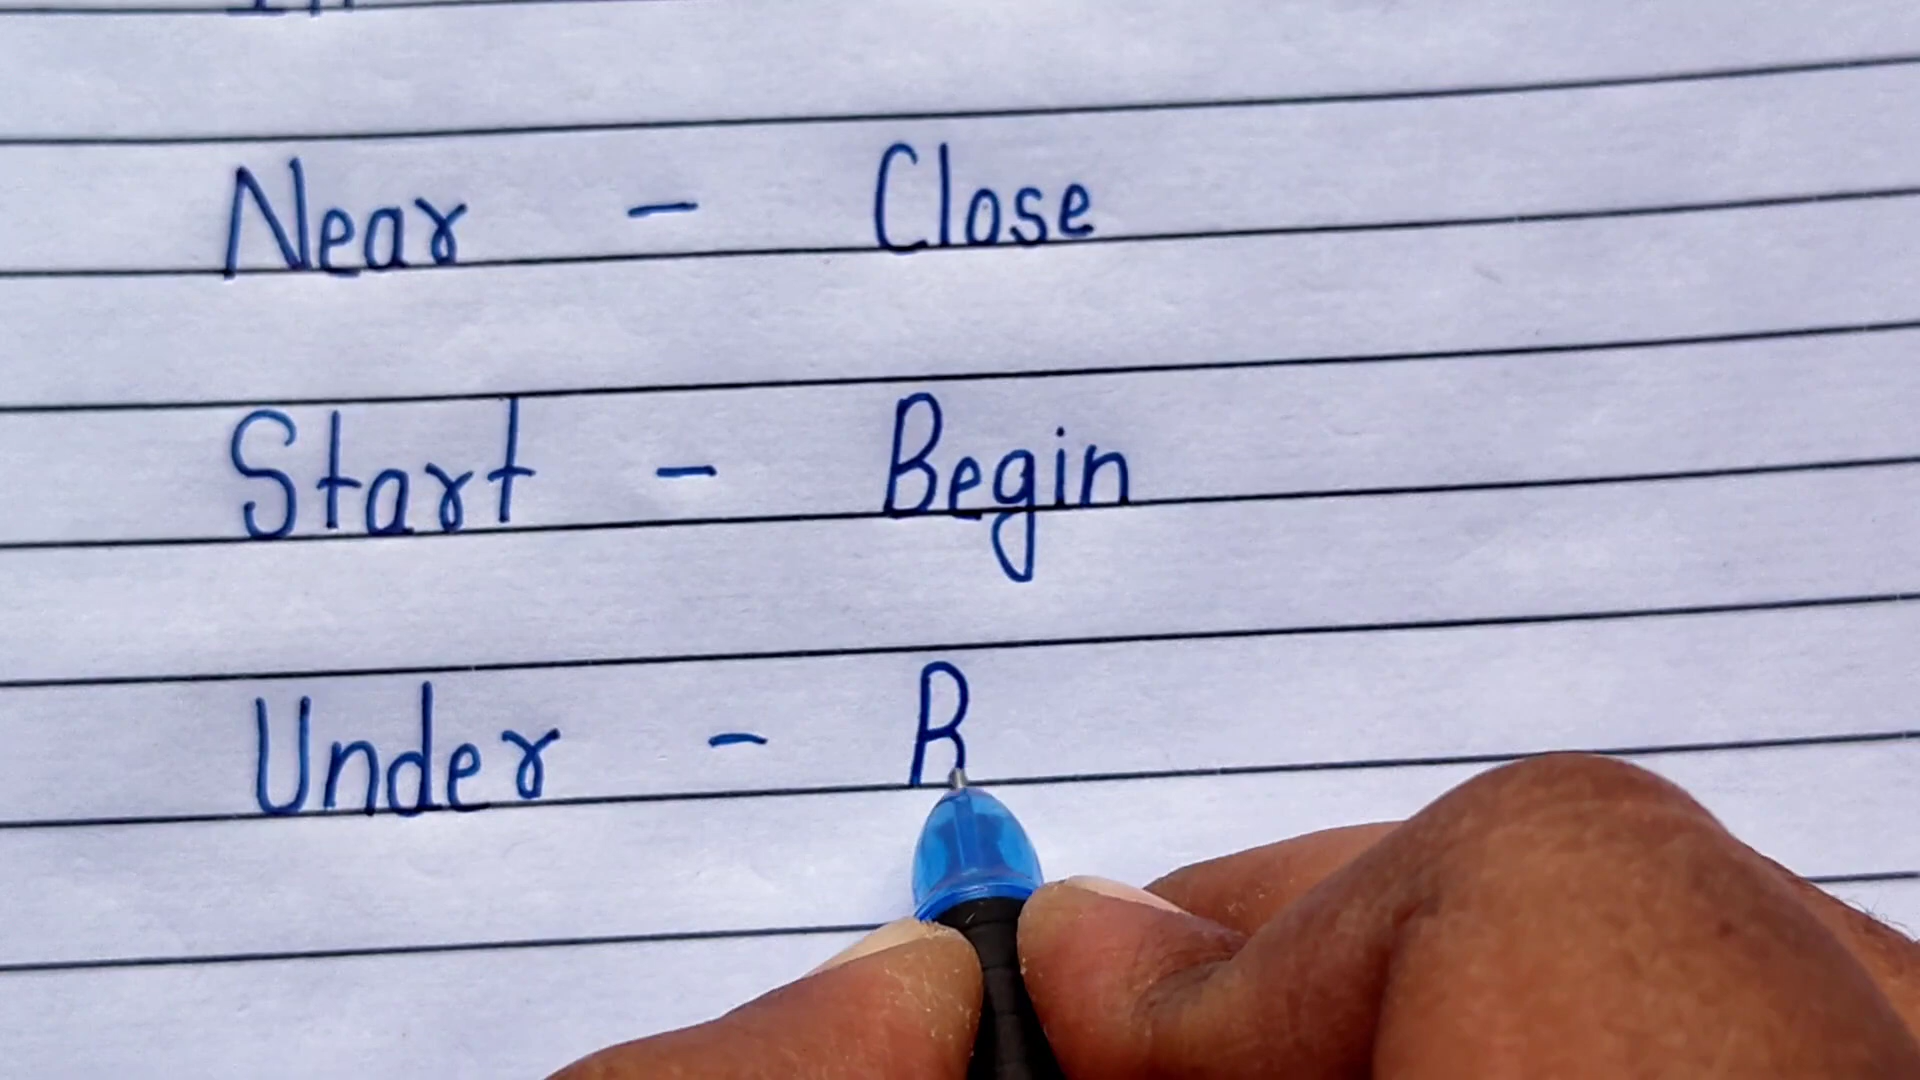 Near - Close
Start - Begin
Under - B